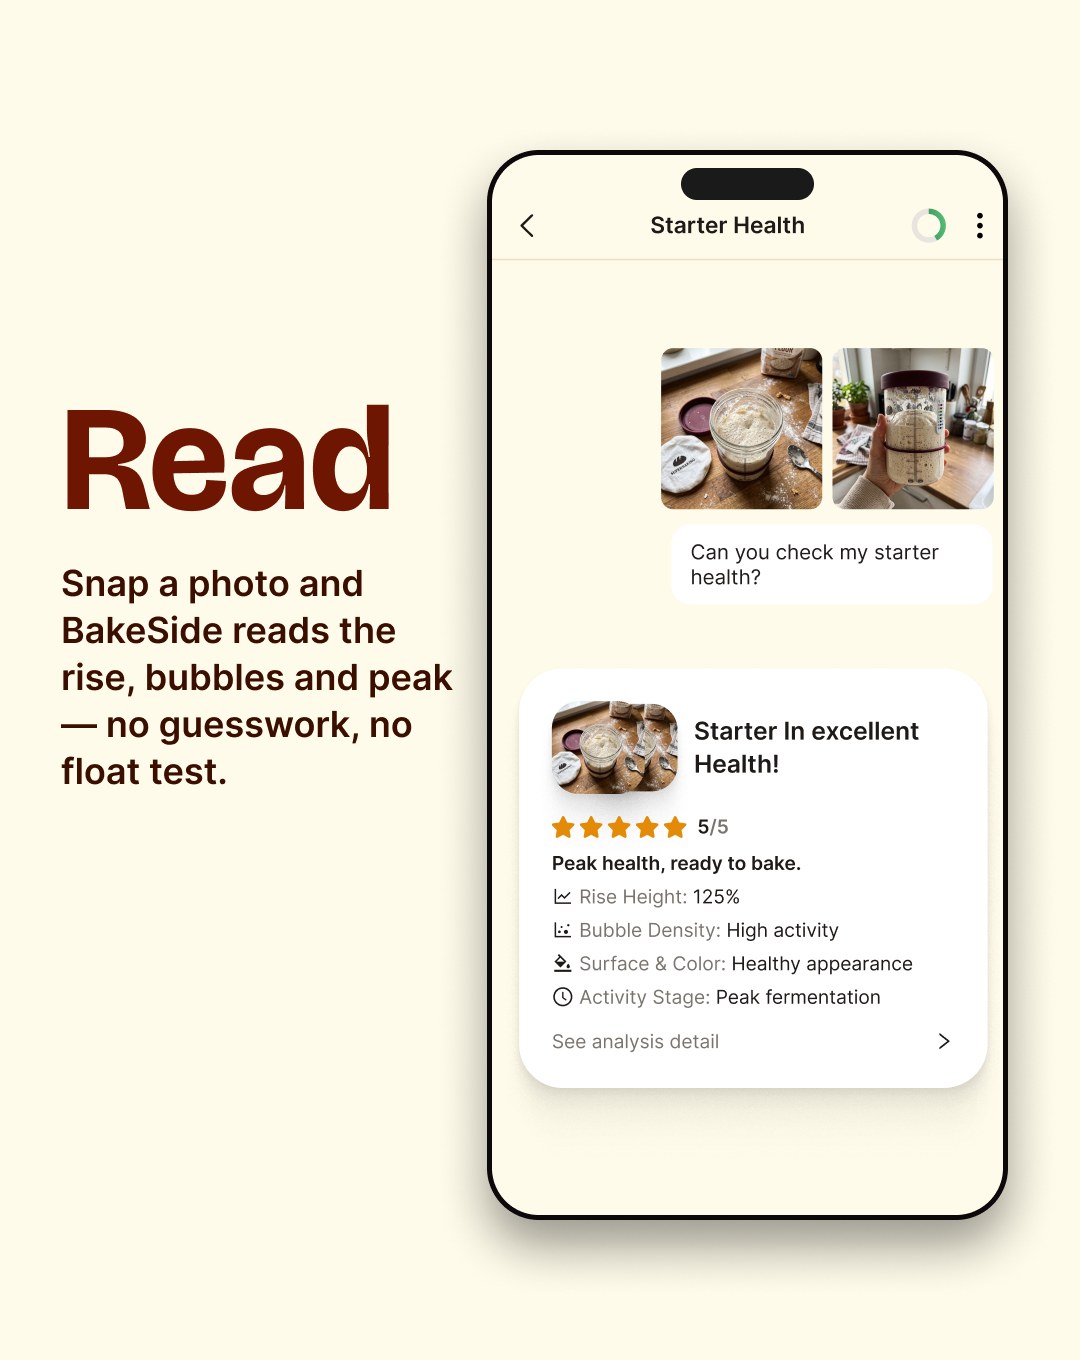 Read
Snap a photo and
BakeSide reads the
rise, bubbles and peak
— no guesswork, no
float test.
Starter Health
Can you check my starter
health?
Starter In excellent
Health!
5/5
Peak health, ready to bake.
Rise Height: 125%
Bubble Density: High activity
Surface & Color: Healthy appearance
Activity Stage: Peak fermentation
See analysis detail